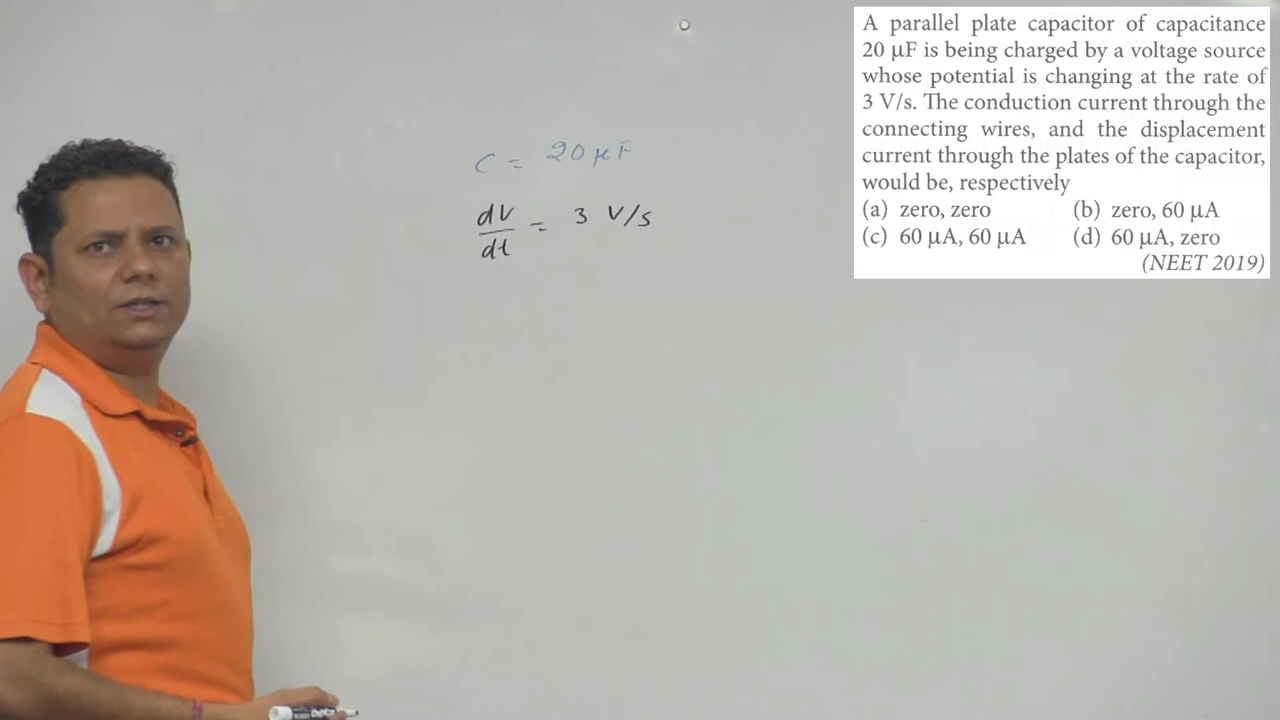 A parallel plate capacitor of capacitance
20 μF is being charged by a voltage source
whose potential is changing at the rate of
3 V/s. The conduction current through the
connecting wires, and the displacement
current through the plates of the capacitor,
would be, respectively
(a) zero, zero (b) zero, 60 μA
(c) 60 μA, 60 μA (d) 60 μA, zero
(NEET 2019)
C = 20 μF
dV/dt = 3 V/s